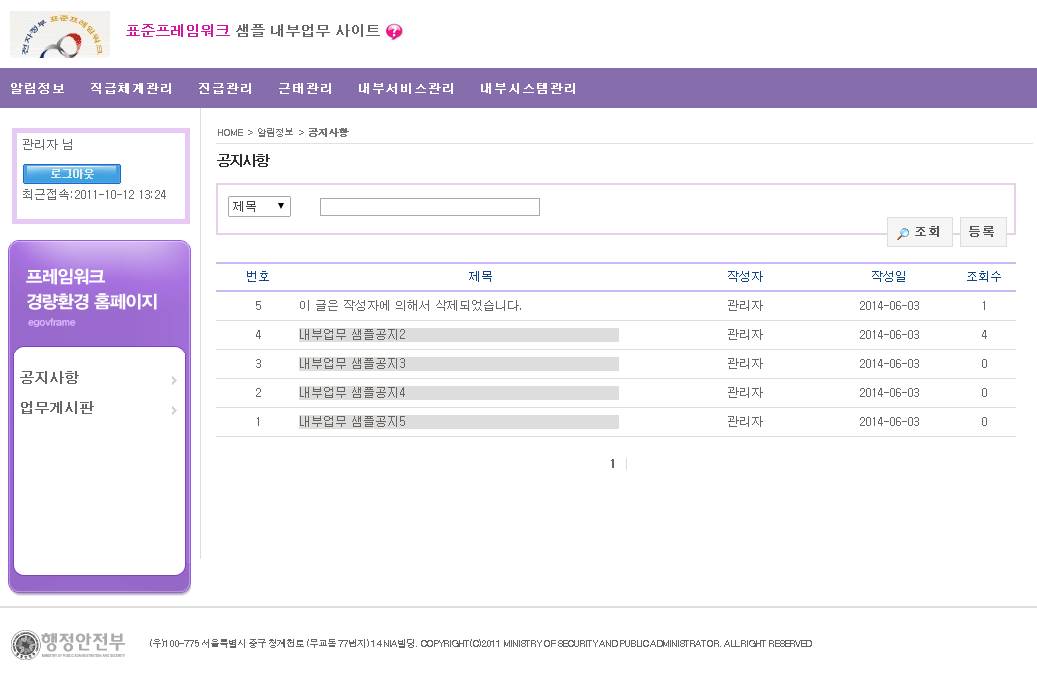 전자정부 표준프레임워크
표준프레임워크 샘플 내부업무 사이트 ?
알림정보 직급체계관리 진급관리 근태관리 내부서비스관리 내부시스템관리
관리자 님
로그아웃
최근접속:2011-10-12 13:24
프레임워크
경량환경 홈페이지
egovframe
공지사항
업무게시판
HOME > 알림정보 > 공지사항
공지사항
제목
조회 등록
번호 제목 작성자 작성일 조회수
5 이 글은 작성자에 의해서 삭제되었습니다. 관리자 2014-06-03 1
4 내부업무 샘플공지2 관리자 2014-06-03 4
3 내부업무 샘플공지3 관리자 2014-06-03 0
2 내부업무 샘플공지4 관리자 2014-06-03 0
1 내부업무 샘플공지5 관리자 2014-06-03 0
1
행정안전부
(우)100-775 서울특별시 중구 청계천로 (무교동 77번지) 14 NIA빌딩. COPYRIGHT(C)2011 MINISTRY OF SECURITY AND PUBLIC ADMINISTRATOR. ALL RIGHT RESERVED